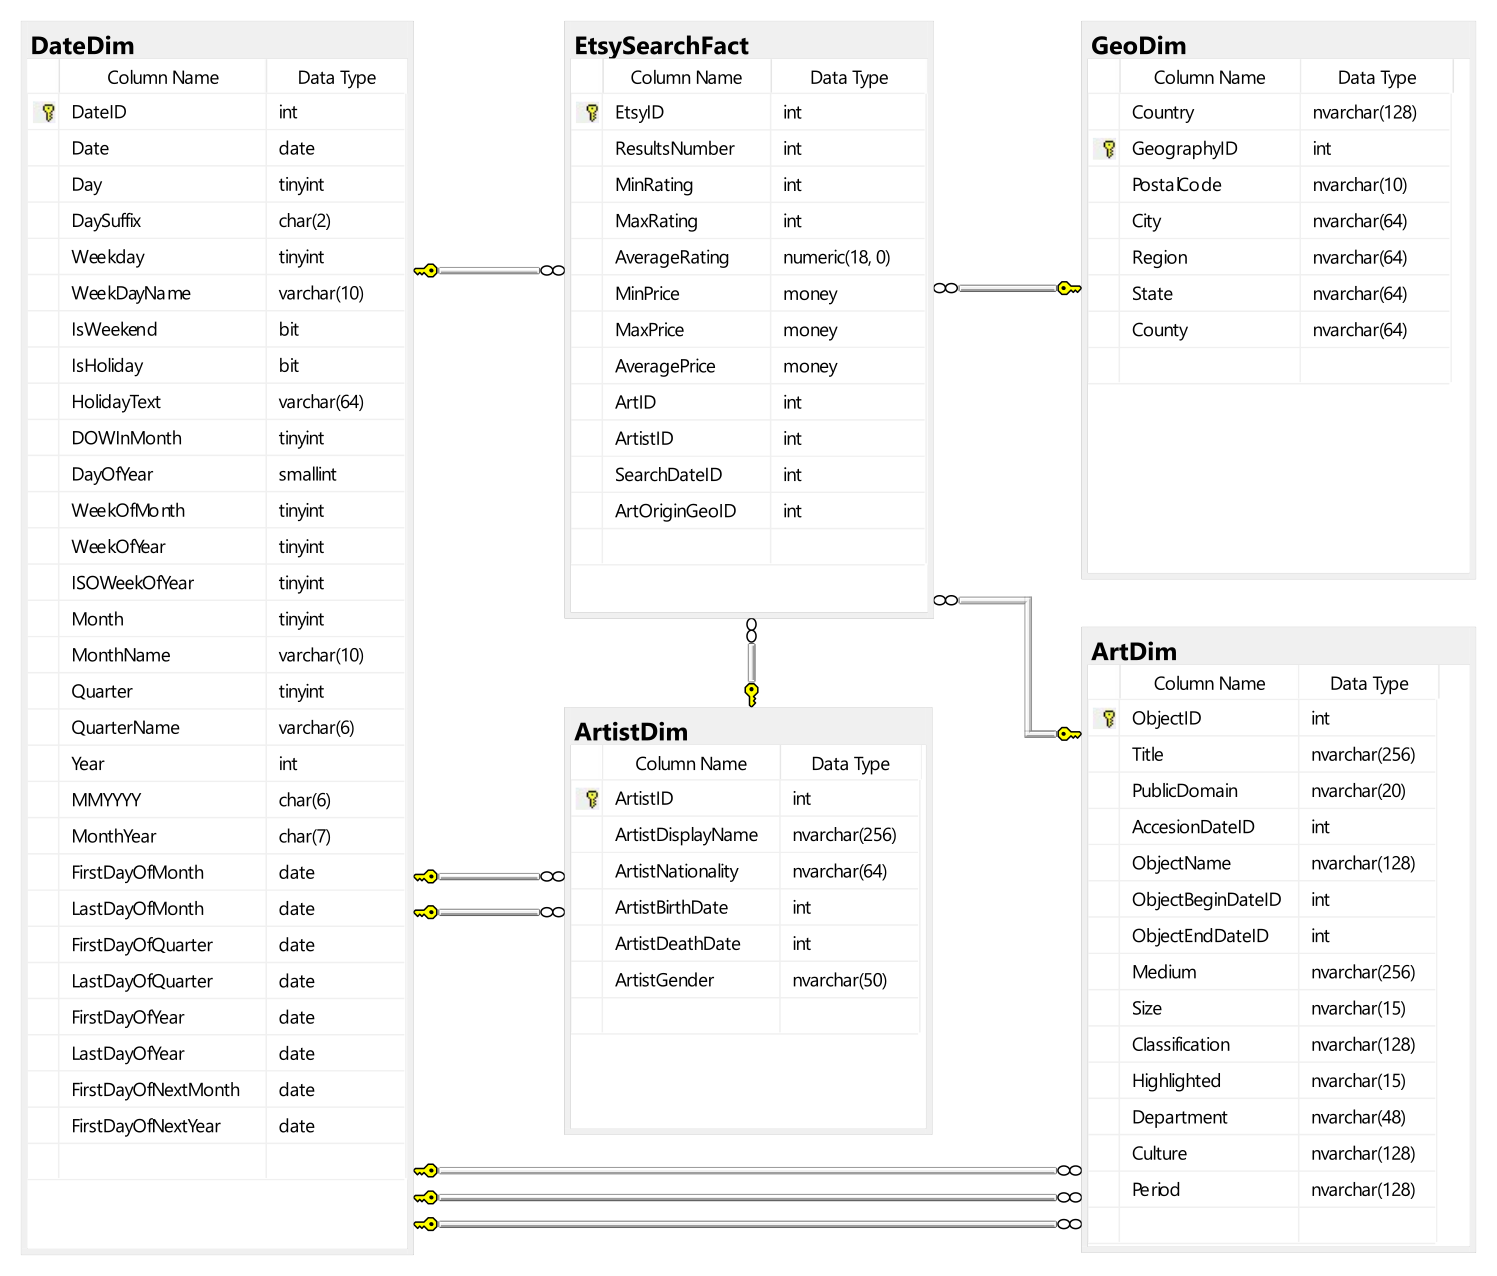 DateDim
Column Name Data Type
DateID int
Date date
Day tinyint
DaySuffix char(2)
Weekday tinyint
WeekDayName varchar(10)
IsWeekend bit
IsHoliday bit
HolidayText varchar(64)
DOWInMonth tinyint
DayOfYear smallint
WeekOfMonth tinyint
WeekOfYear tinyint
ISOWeekOfYear tinyint
Month tinyint
MonthName varchar(10)
Quarter tinyint
QuarterName varchar(6)
Year int
MMYYYY char(6)
MonthYear char(7)
FirstDayOfMonth date
LastDayOfMonth date
FirstDayOfQuarter date
LastDayOfQuarter date
FirstDayOfYear date
LastDayOfYear date
FirstDayOfNextMonth date
FirstDayOfNextYear date
EtsySearchFact
Column Name Data Type
EtsyID int
ResultsNumber int
MinRating int
MaxRating int
AverageRating numeric(18, 0)
MinPrice money
MaxPrice money
AveragePrice money
ArtID int
ArtistID int
SearchDateID int
ArtOriginGeoID int
ArtistDim
Column Name Data Type
ArtistID int
ArtistDisplayName nvarchar(256)
ArtistNationality nvarchar(64)
ArtistBirthDate int
ArtistDeathDate int
ArtistGender nvarchar(50)
GeoDim
Column Name Data Type
Country nvarchar(128)
GeographyID int
PostalCode nvarchar(10)
City nvarchar(64)
Region nvarchar(64)
State nvarchar(64)
County nvarchar(64)
ArtDim
Column Name Data Type
ObjectID int
Title nvarchar(256)
PublicDomain nvarchar(20)
AccesionDateID int
ObjectName nvarchar(128)
ObjectBeginDateID int
ObjectEndDateID int
Medium nvarchar(256)
Size nvarchar(15)
Classification nvarchar(128)
Highlighted nvarchar(15)
Department nvarchar(48)
Culture nvarchar(128)
Period nvarchar(128)